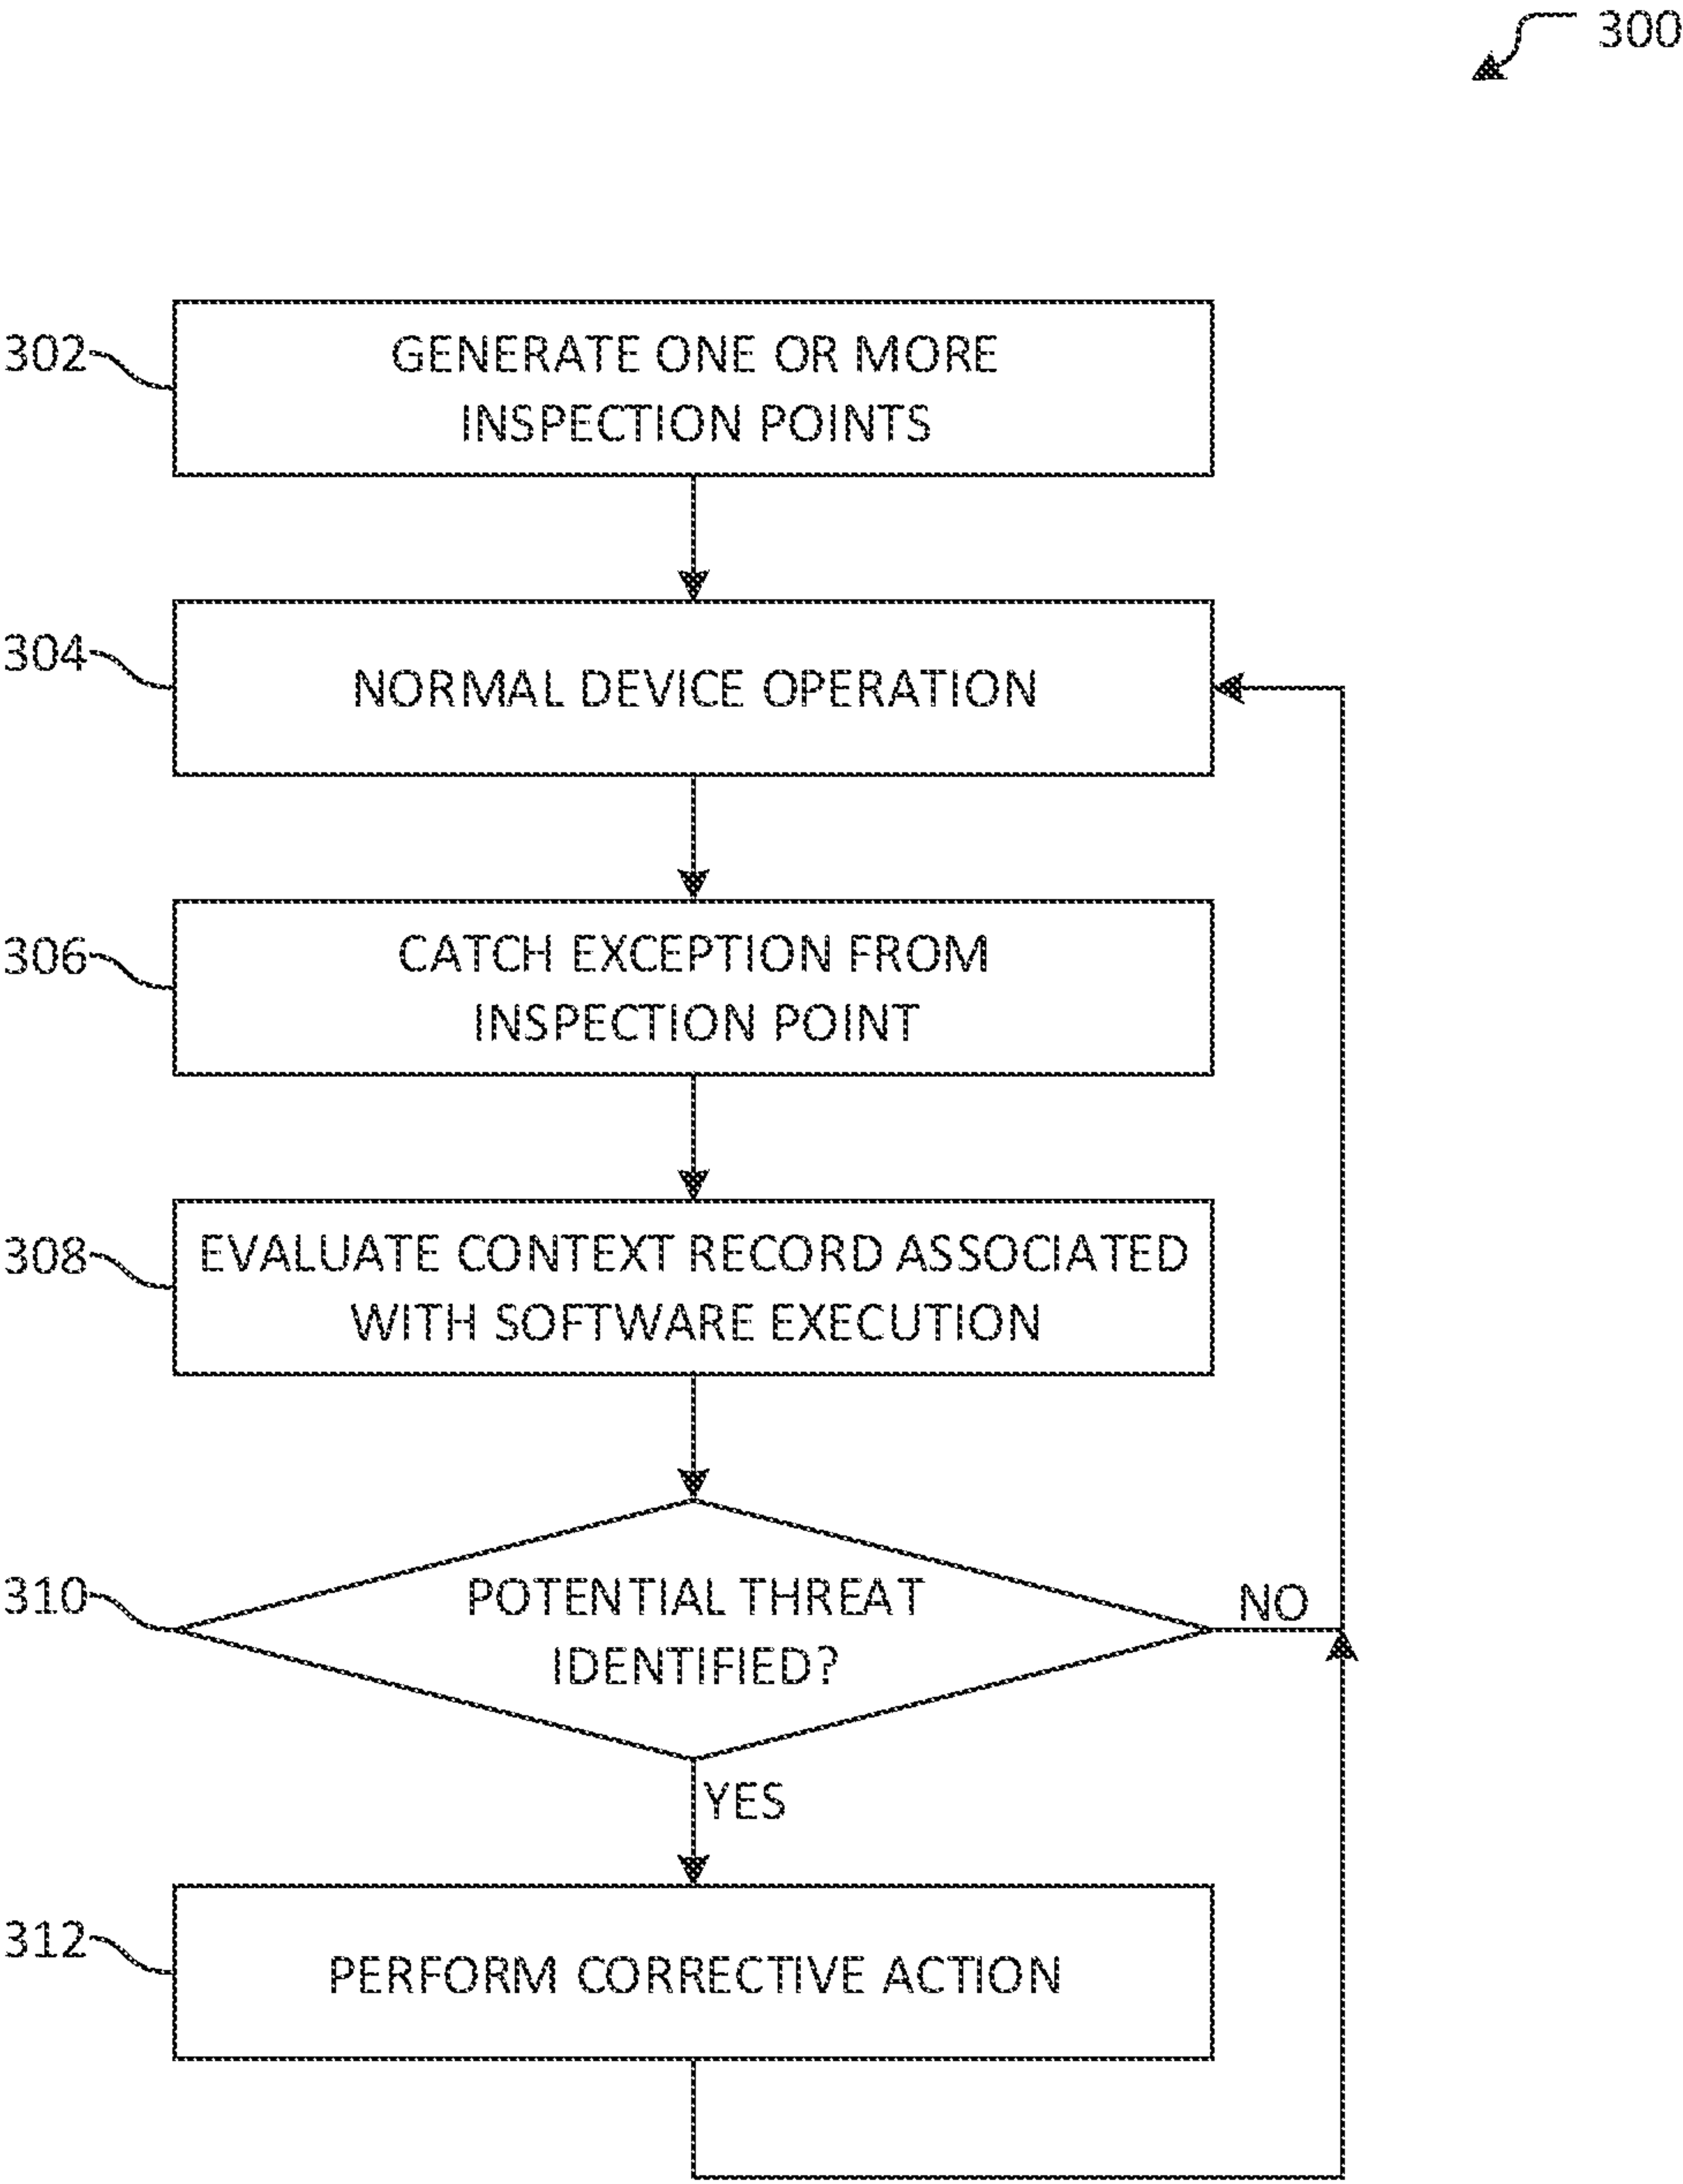 300
302
GENERATE ONE OR MORE
INSPECTION POINTS
304
NORMAL DEVICE OPERATION
306
CATCH EXCEPTION FROM
INSPECTION POINT
308
EVALUATE CONTEXT RECORD ASSOCIATED
WITH SOFTWARE EXECUTION
310
POTENTIAL THREAT
IDENTIFIED?
NO
YES
312
PERFORM CORRECTIVE ACTION